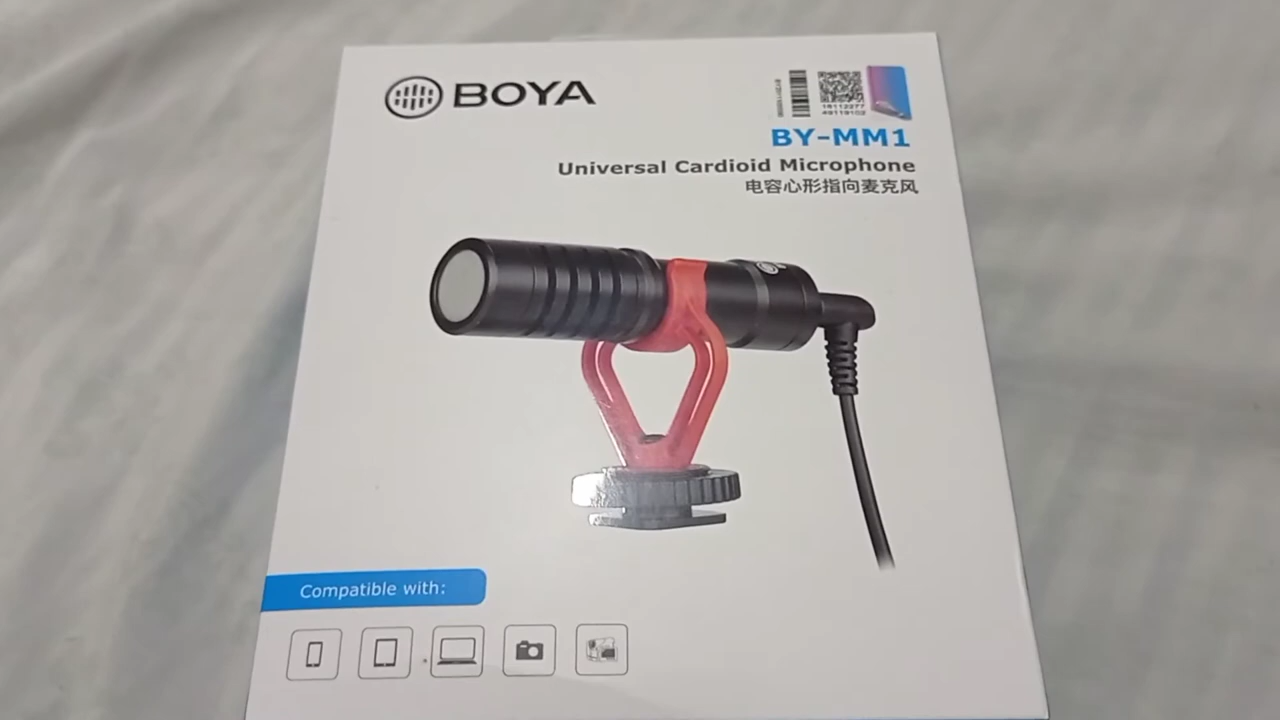 BOYA
BY-MM1
Universal Cardioid Microphone
电容心形指向麦克风
Compatible with: